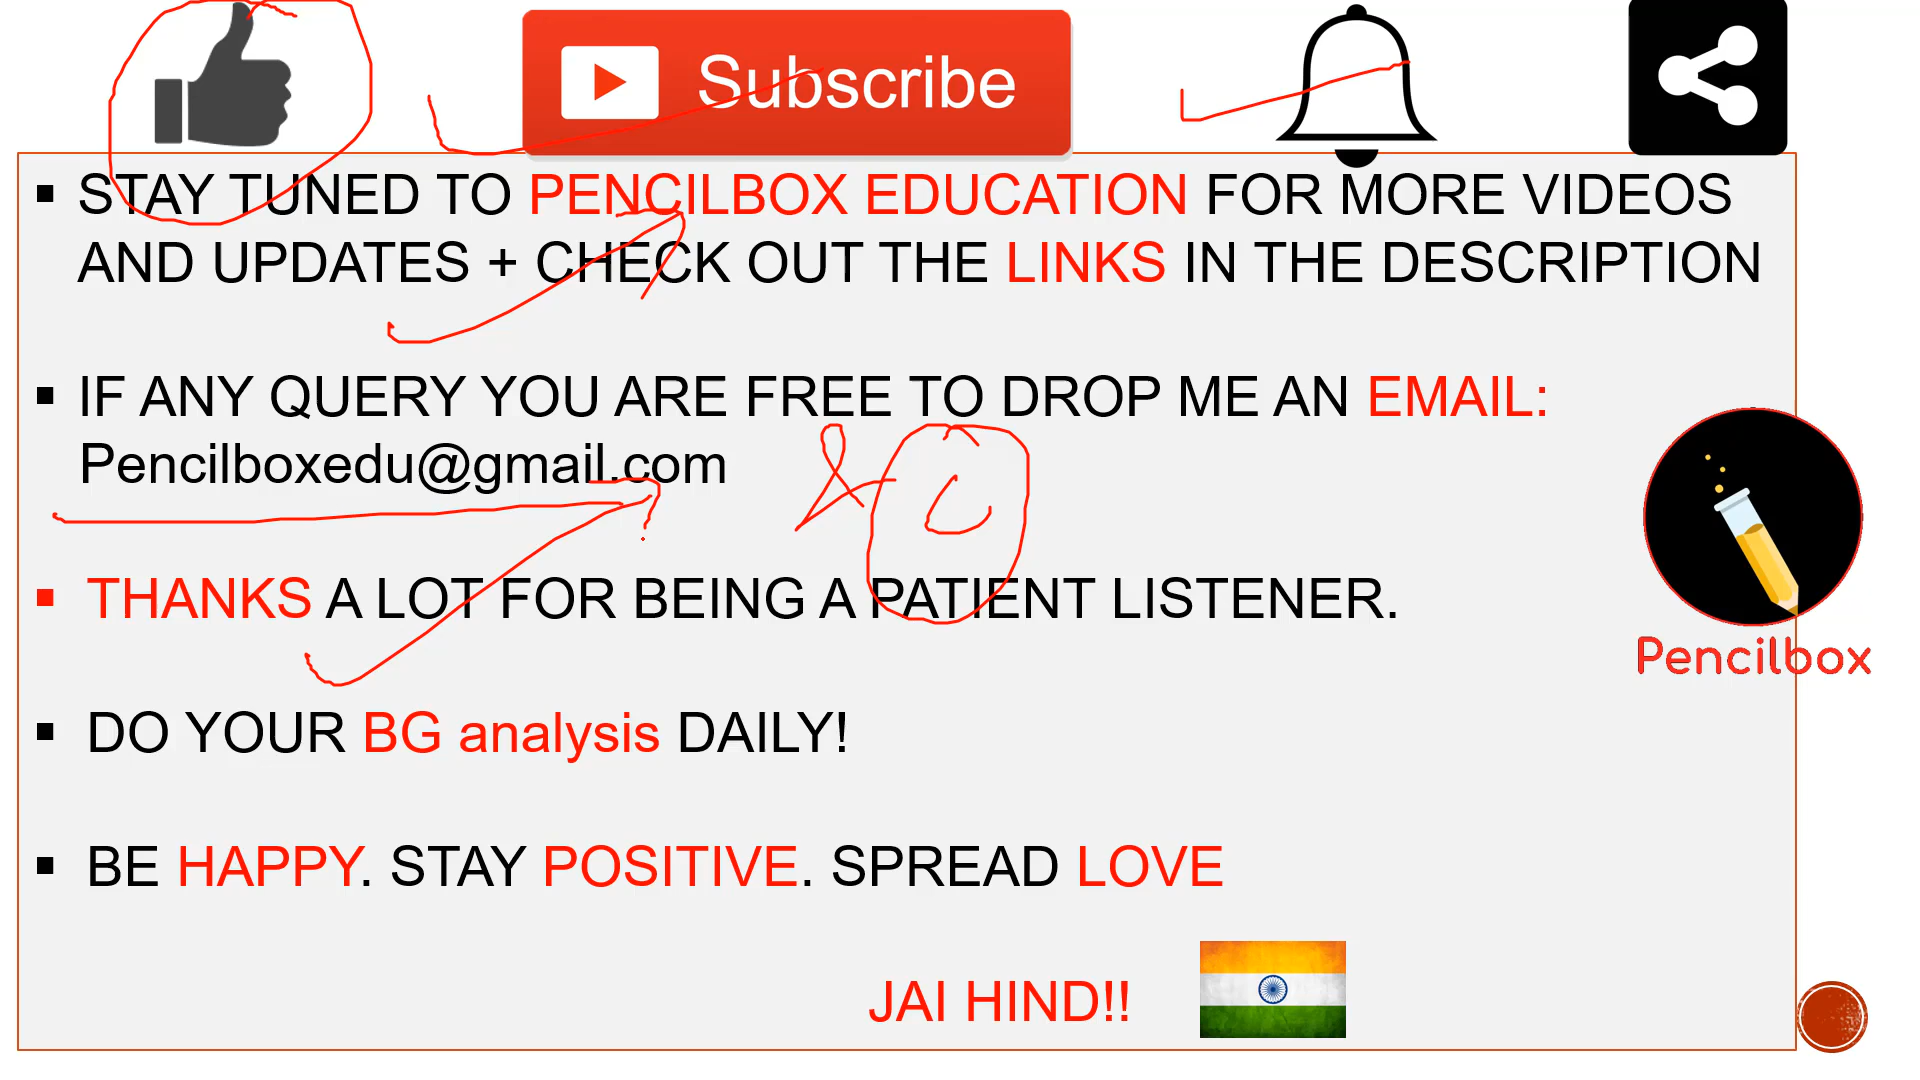 Subscribe
▪ STAY TUNED TO PENCILBOX EDUCATION FOR MORE VIDEOS
AND UPDATES + CHECK OUT THE LINKS IN THE DESCRIPTION
▪ IF ANY QUERY YOU ARE FREE TO DROP ME AN EMAIL:
Pencilboxedu@gmail.com
& C
▪ THANKS A LOT FOR BEING A PATIENT LISTENER.
Pencilbox
▪ DO YOUR BG analysis DAILY!
▪ BE HAPPY. STAY POSITIVE. SPREAD LOVE
JAI HIND!!